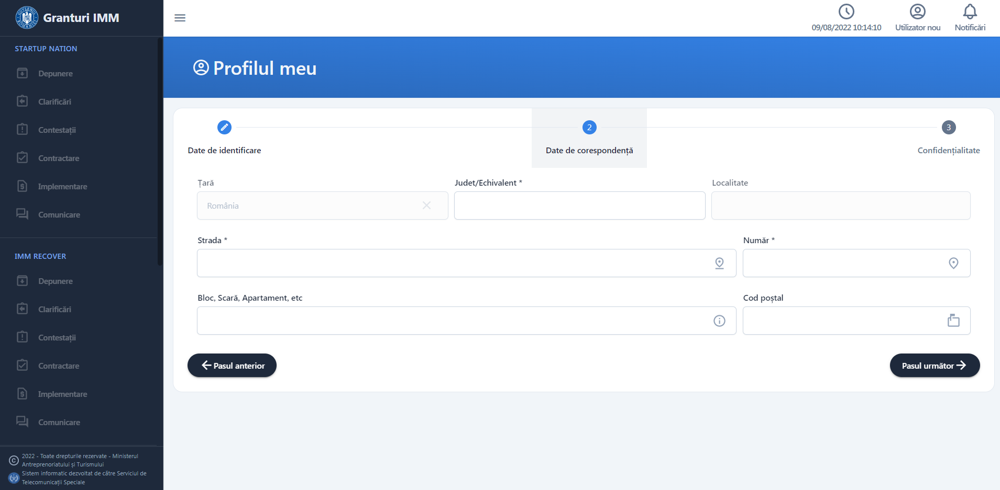 Granturi IMM
09/08/2022 10:14:10
Utilizator nou
Notificări
STARTUP NATION
Depunere
Clarificări
Contestații
Contractare
Implementare
Comunicare
IMM RECOVER
Depunere
Clarificări
Contestații
Contractare
Implementare
Comunicare
2022 - Toate drepturile rezervate - Ministerul
Antreprenoriatului și Turismului
Sistem informatic dezvoltat de către Serviciul de
Telecomunicații Speciale
Profilul meu
2
3
Date de identificare
Date de corespondență
Confidențialitate
Țară
Judet/Echivalent *
Localitate
România
Strada *
Număr *
Bloc, Scară, Apartament, etc
Cod poștal
Pasul anterior
Pasul următor